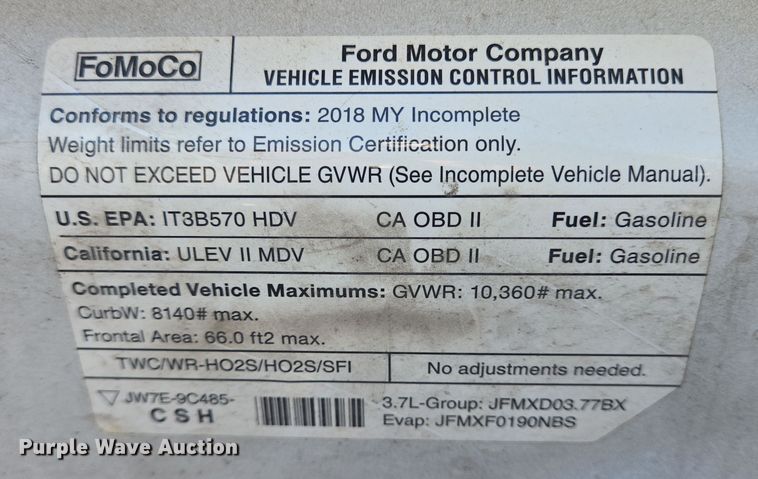 FoMoCo
Ford Motor Company
VEHICLE EMISSION CONTROL INFORMATION
Conforms to regulations: 2018 MY Incomplete
Weight limits refer to Emission Certification only.
DO NOT EXCEED VEHICLE GVWR (See Incomplete Vehicle Manual).
U.S. EPA: IT3B570 HDV CA OBD II Fuel: Gasoline
California: ULEV II MDV CA OBD II Fuel: Gasoline
Completed Vehicle Maximums: GVWR: 10,360# max.
CurbW: 8140# max.
Frontal Area: 66.0 ft2 max.
TWC/WR-HO2S/HO2S/SFI No adjustments needed.
JW7E-9C485-
CSH
3.7L-Group: JFMXD03.77BX
Evap: JFMXF0190NBS
Purple Wave Auction